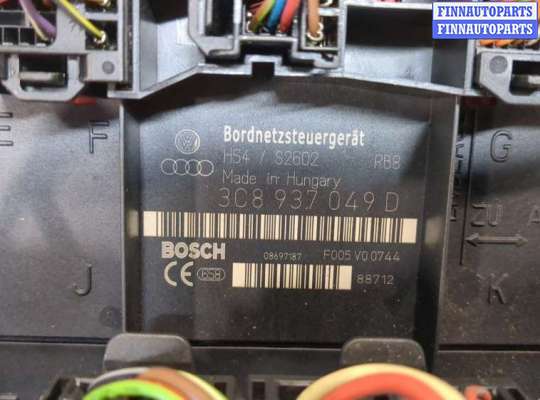 FINNAUTOPARTS
FINNAUTOPARTS
Bordnetzsteuergerät
H54 / S2602 RBB
Made in Hungary
3C8 937 049 D
E F G
ZU A
BOSCH 08697187 F005 V0 0744
CE 88712
J K